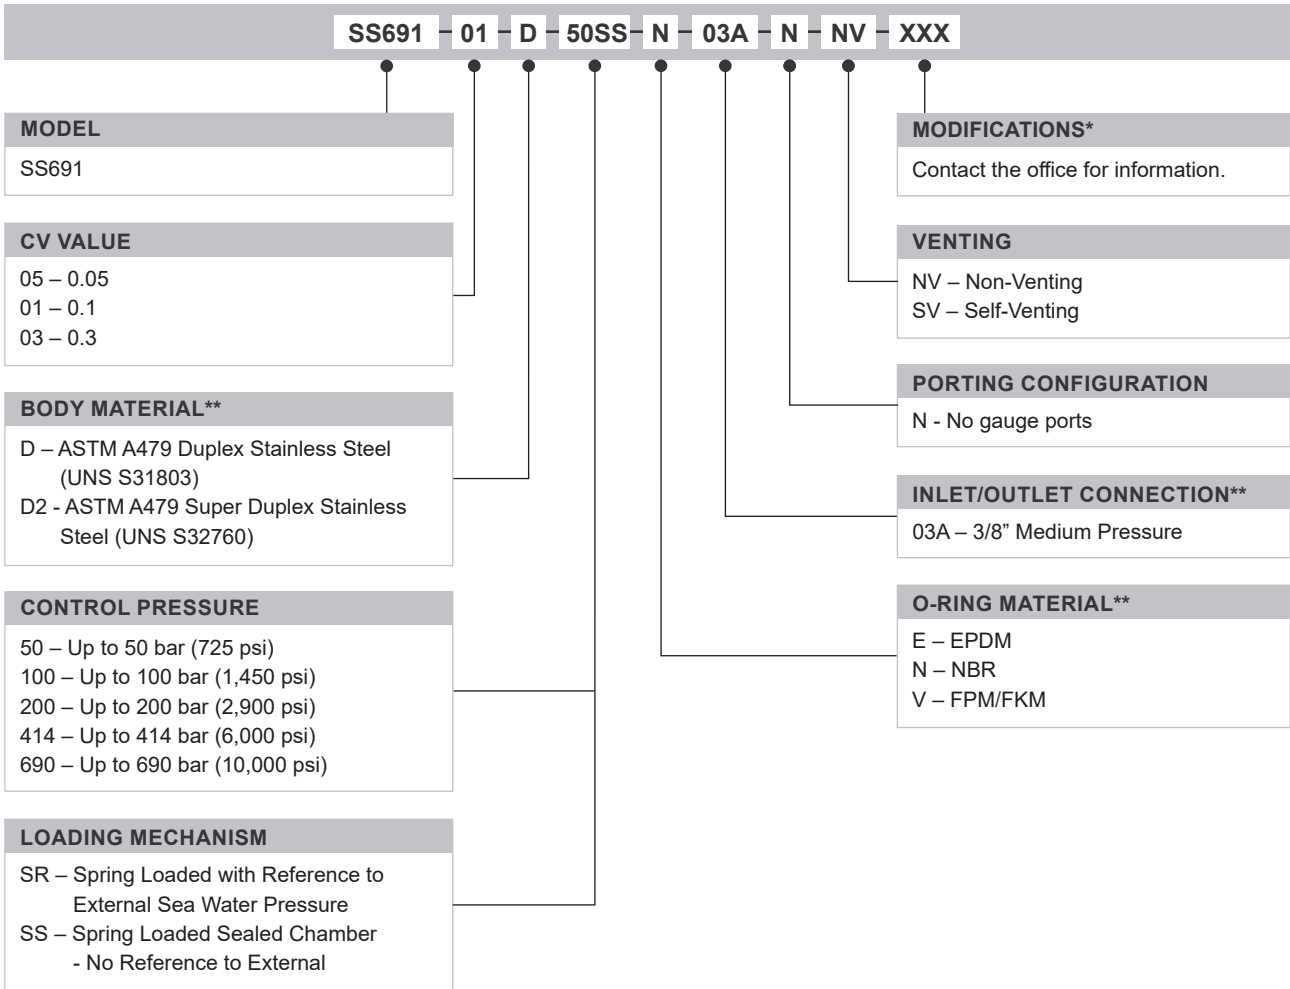 SS691 01 D 50SS N 03A N NV XXX
MODEL
SS691
CV VALUE
05 – 0.05
01 – 0.1
03 – 0.3
BODY MATERIAL**
D – ASTM A479 Duplex Stainless Steel
(UNS S31803)
D2 - ASTM A479 Super Duplex Stainless
Steel (UNS S32760)
CONTROL PRESSURE
50 – Up to 50 bar (725 psi)
100 – Up to 100 bar (1,450 psi)
200 – Up to 200 bar (2,900 psi)
414 – Up to 414 bar (6,000 psi)
690 – Up to 690 bar (10,000 psi)
LOADING MECHANISM
SR – Spring Loaded with Reference to
External Sea Water Pressure
SS – Spring Loaded Sealed Chamber
- No Reference to External
MODIFICATIONS*
Contact the office for information.
VENTING
NV – Non-Venting
SV – Self-Venting
PORTING CONFIGURATION
N - No gauge ports
INLET/OUTLET CONNECTION**
03A – 3/8” Medium Pressure
O-RING MATERIAL**
E – EPDM
N – NBR
V – FPM/FKM